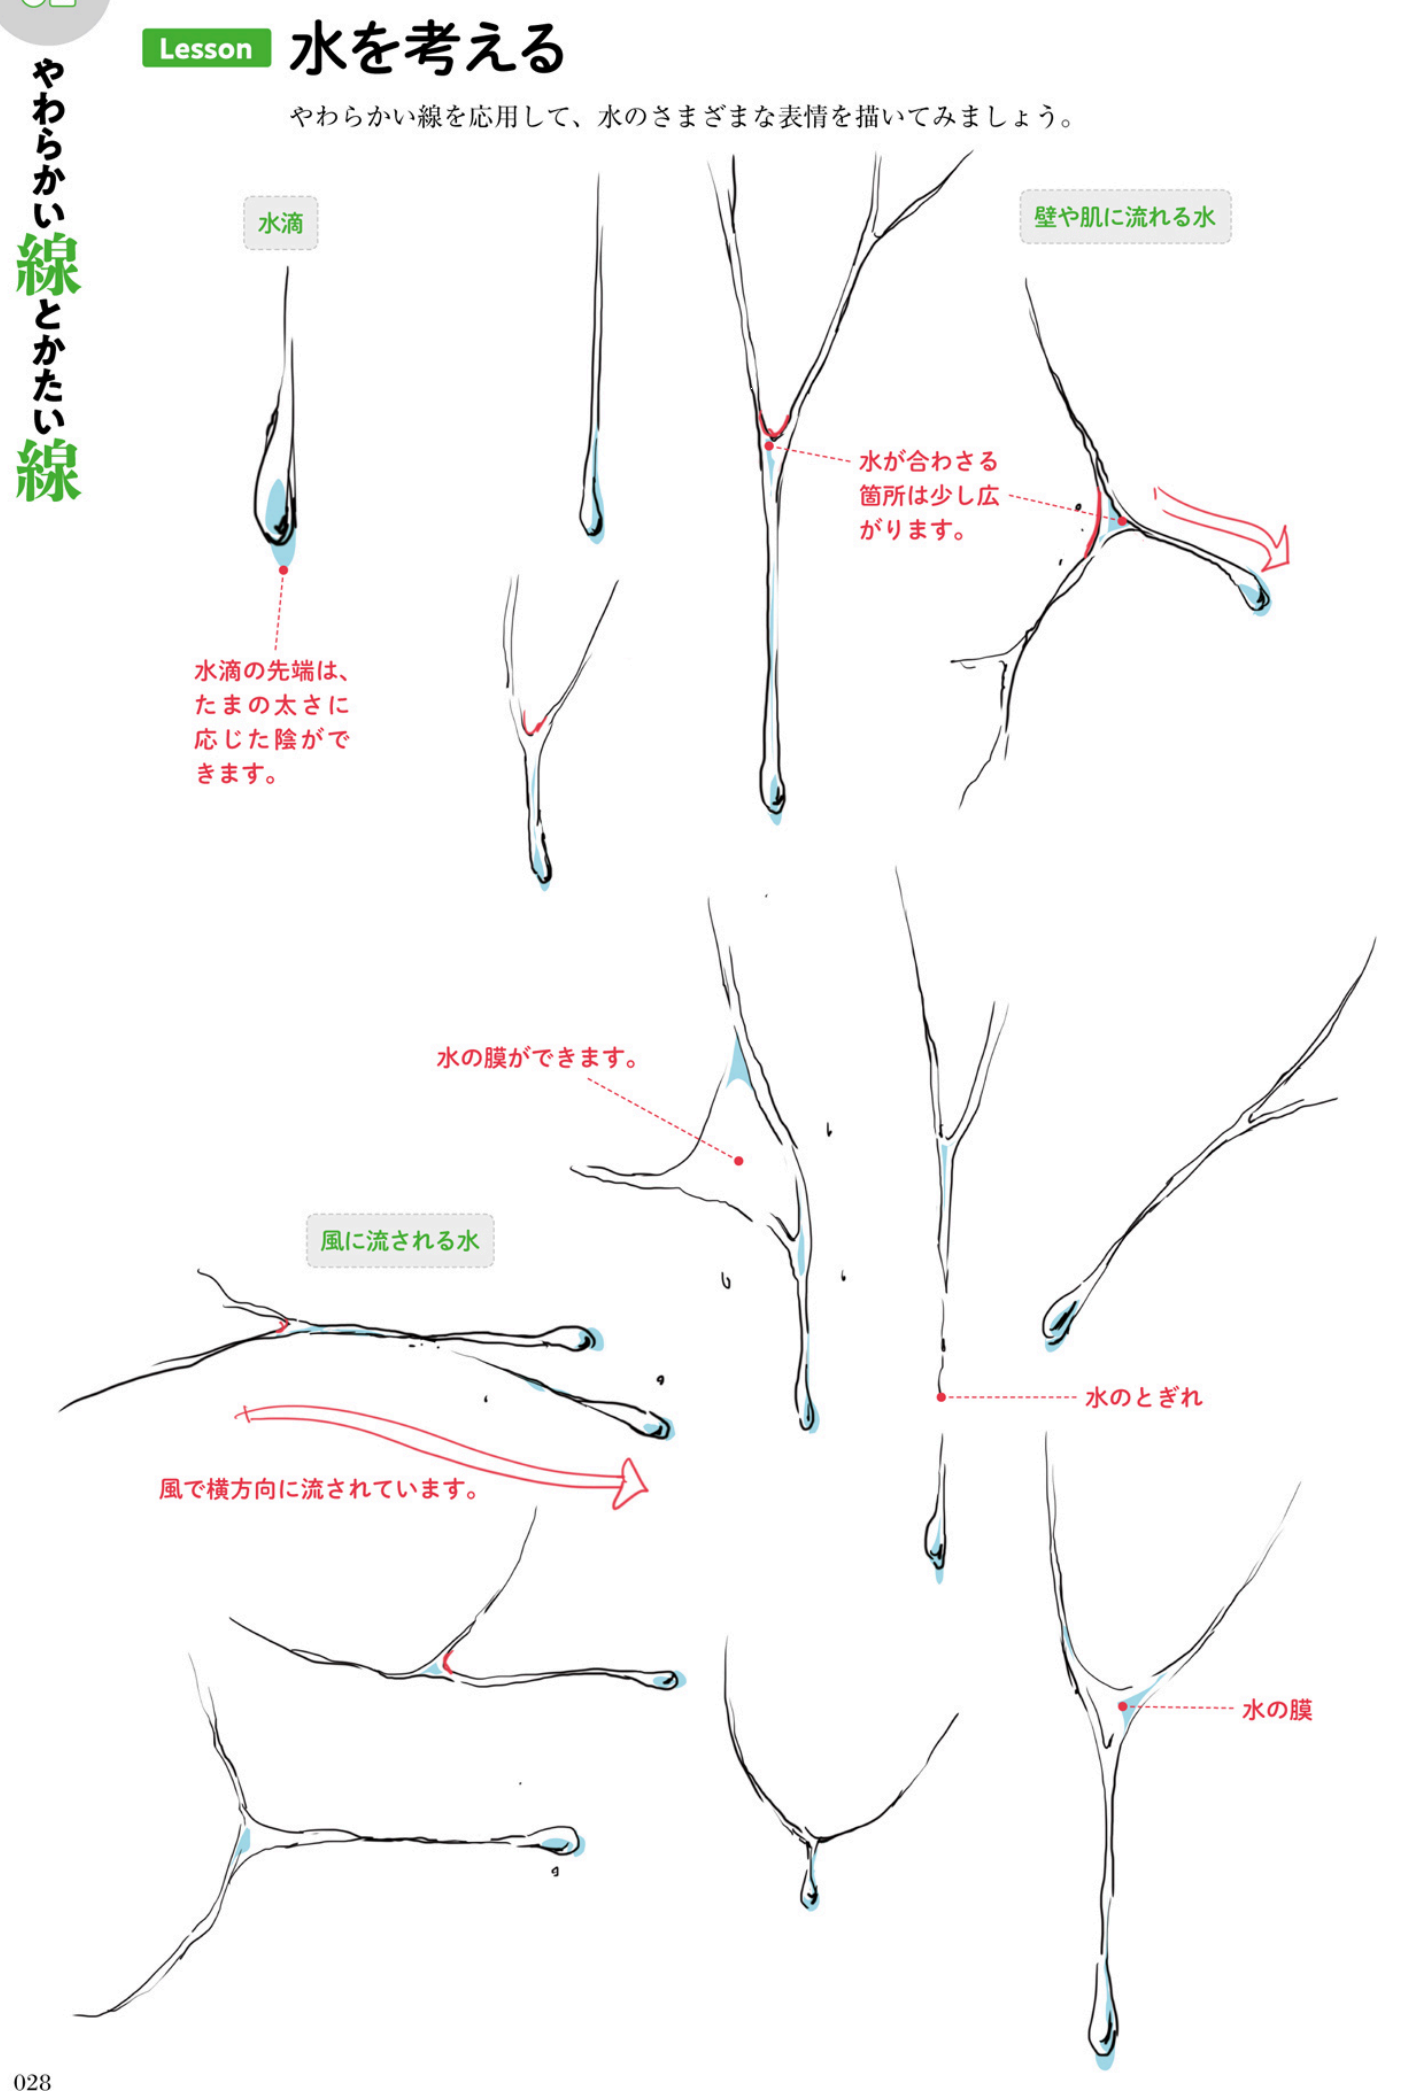 やわらかい線とかたい線
Lesson 水を考える
やわらかい線を応用して、水のさまざまな表情を描いてみましょう。
水滴
壁や肌に流れる水
水が合わさる
箇所は少し広
がります。
水滴の先端は、
たまの太さに
応じた陰がで
きます。
水の膜ができます。
風に流される水
水のとぎれ
風で横方向に流されています。
水の膜
028